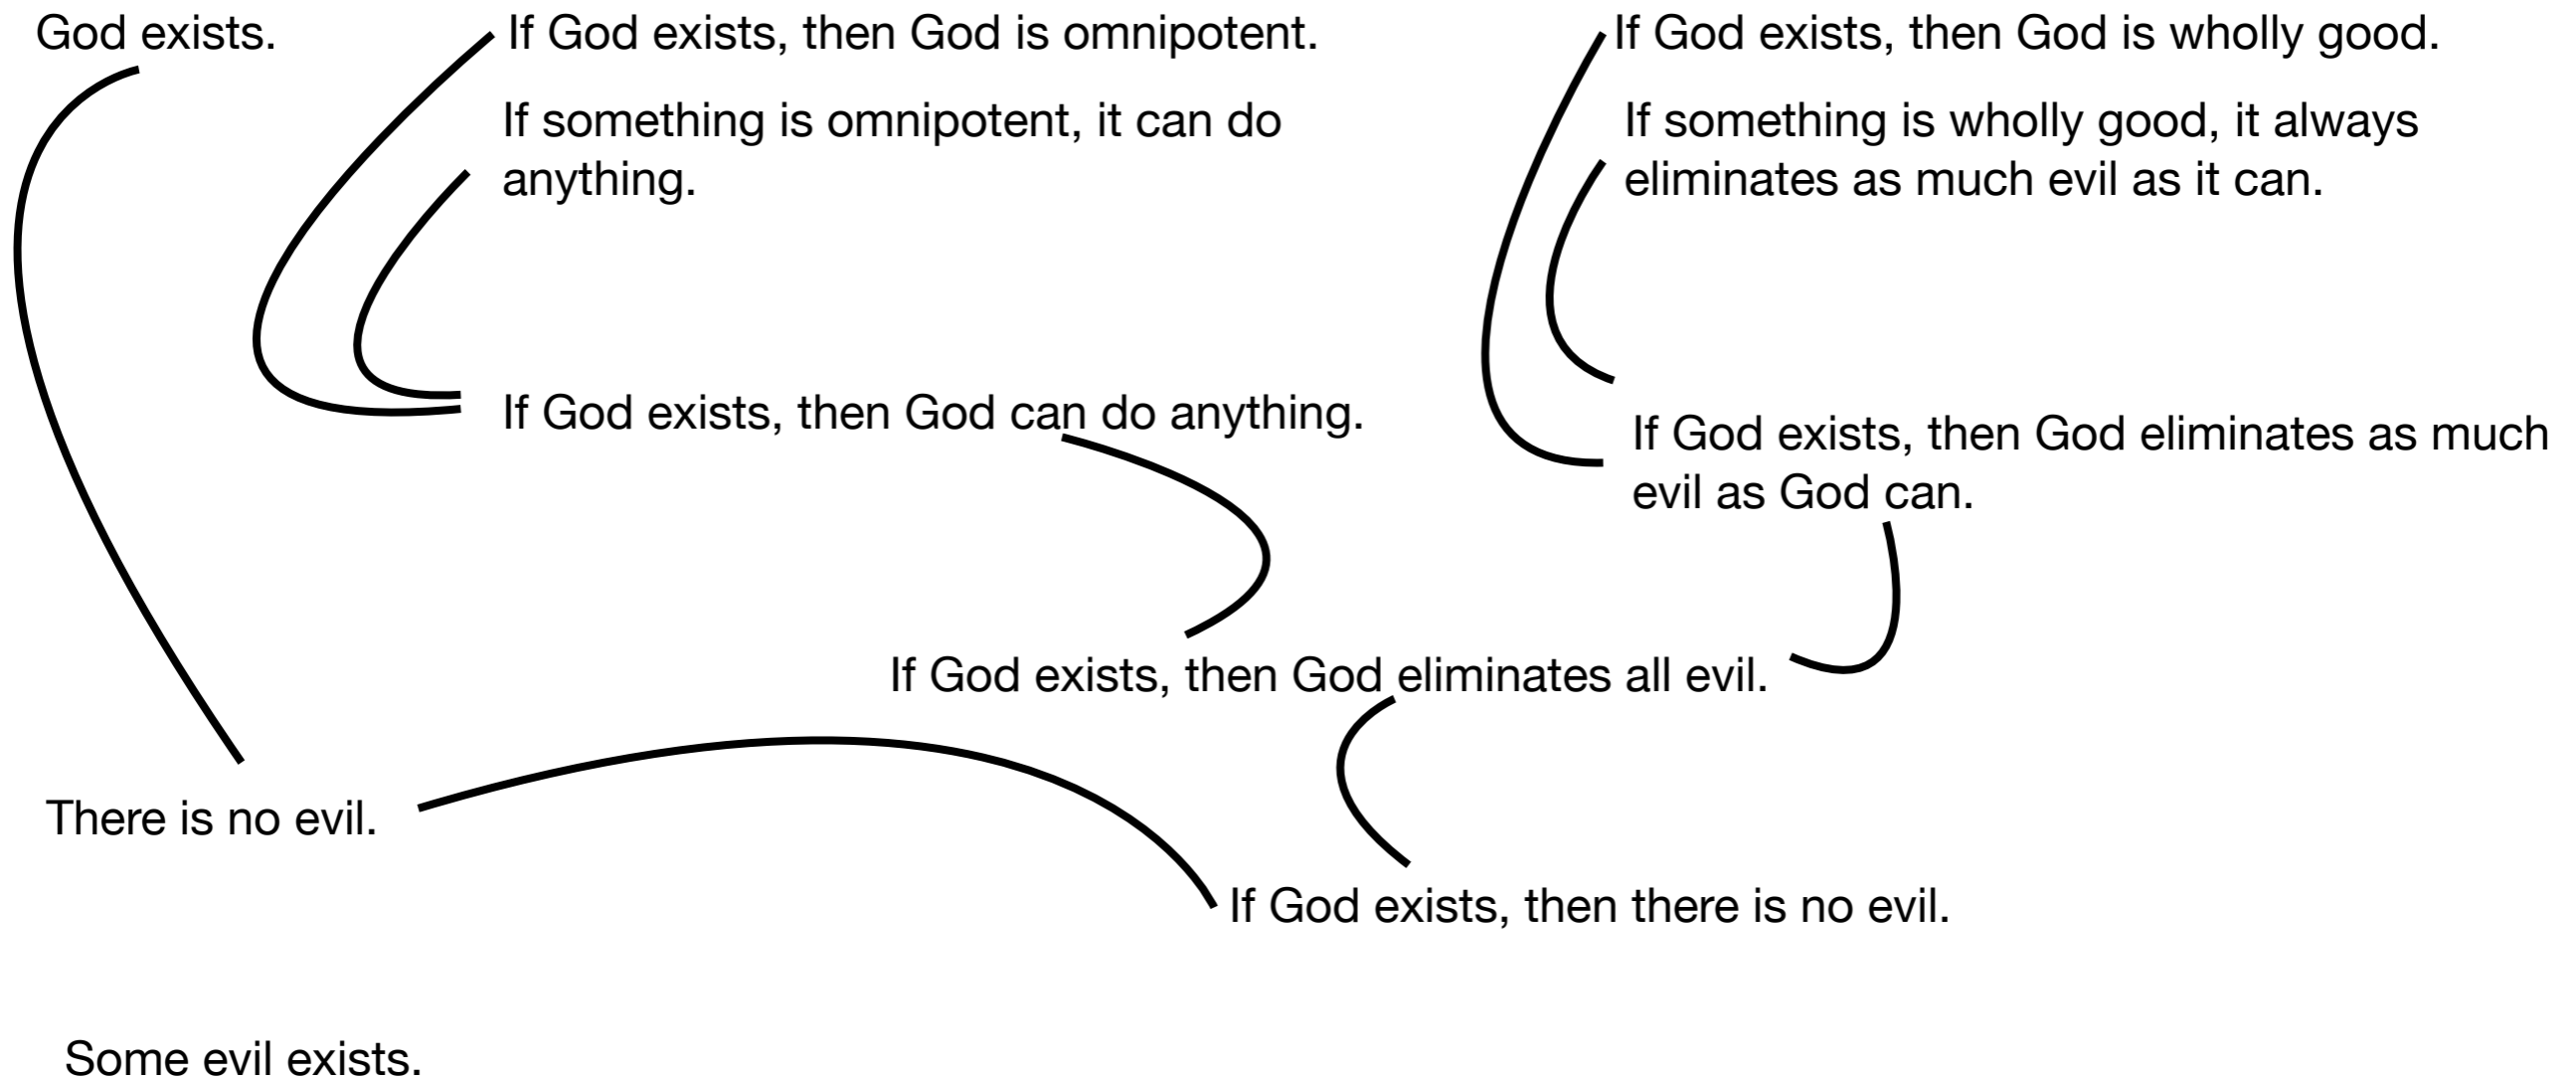 God exists.
If God exists, then God is omnipotent.
If God exists, then God is wholly good.
If something is omnipotent, it can do
anything.
If something is wholly good, it always
eliminates as much evil as it can.
If God exists, then God can do anything.
If God exists, then God eliminates as much
evil as God can.
If God exists, then God eliminates all evil.
There is no evil.
If God exists, then there is no evil.
Some evil exists.